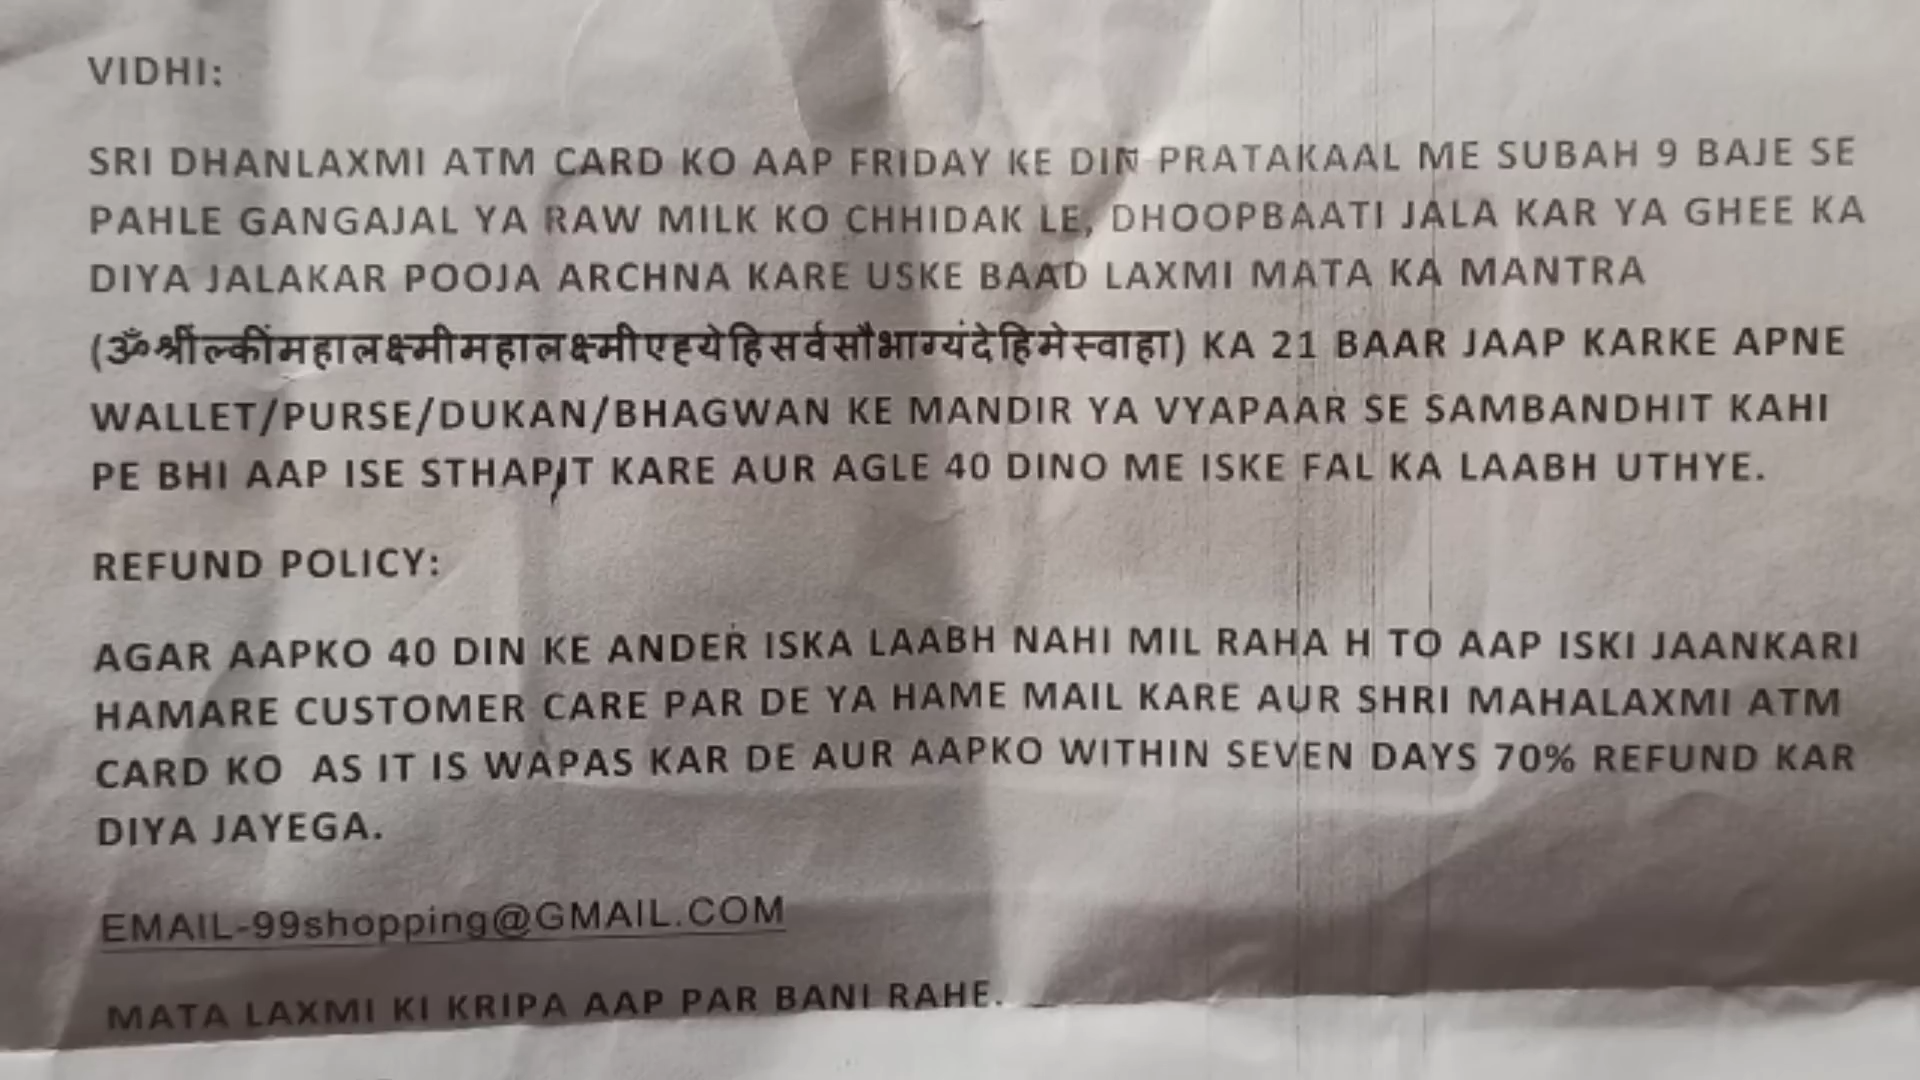 VIDHI:
SRI DHANLAXMI ATM CARD KO AAP FRIDAY KE DIN PRATAKAAL ME SUBAH 9 BAJE SE
PAHLE GANGAJAL YA RAW MILK KO CHHIDAK LE, DHOOPBAATI JALA KAR YA GHEE KA
DIYA JALAKAR POOJA ARCHNA KARE USKE BAAD LAXMI MATA KA MANTRA
(ॐश्रींल्कींमहालक्ष्मीमहालक्ष्मीएह्येहिसर्वसौभाग्यंदेहिमेस्वाहा) KA 21 BAAR JAAP KARKE APNE
WALLET/PURSE/DUKAN/BHAGWAN KE MANDIR YA VYAPAAR SE SAMBANDHIT KAHI
PE BHI AAP ISE STHAPIT KARE AUR AGLE 40 DINO ME ISKE FAL KA LAABH UTHYE.
REFUND POLICY:
AGAR AAPKO 40 DIN KE ANDER ISKA LAABH NAHI MIL RAHA H TO AAP ISKI JAANKARI
HAMARE CUSTOMER CARE PAR DE YA HAME MAIL KARE AUR SHRI MAHALAXMI ATM
CARD KO AS IT IS WAPAS KAR DE AUR AAPKO WITHIN SEVEN DAYS 70% REFUND KAR
DIYA JAYEGA.
EMAIL-99shopping@GMAIL.COM
MATA LAXMI KI KRIPA AAP PAR BANI RAHE.